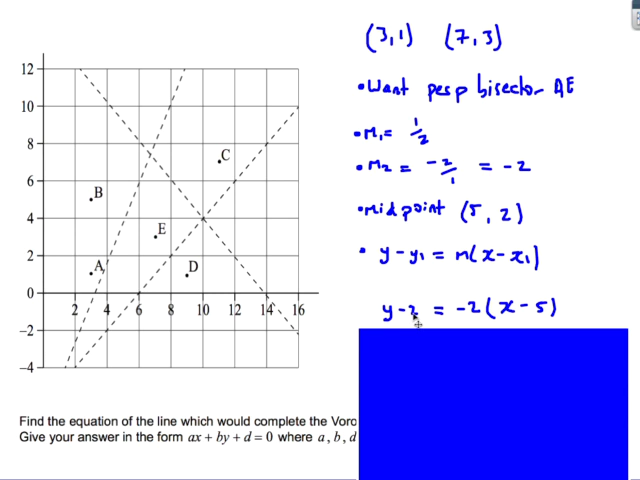 (3,1) (7,3)
•Want perp bisector AE
•M₁= 1/2
•M₂ = -2/1 = -2
•Midpoint (5, 2)
• y-y₁ = m(x-x₁)
y-2 = -2(x-5)
12
10
8
6
4
2
0
-2
-4
2 4 6 8 10 12 14 16
A
B
C
D
E
Find the equation of the line which would complete the
Give your answer in the form ax + by + d = 0 where a, b, d